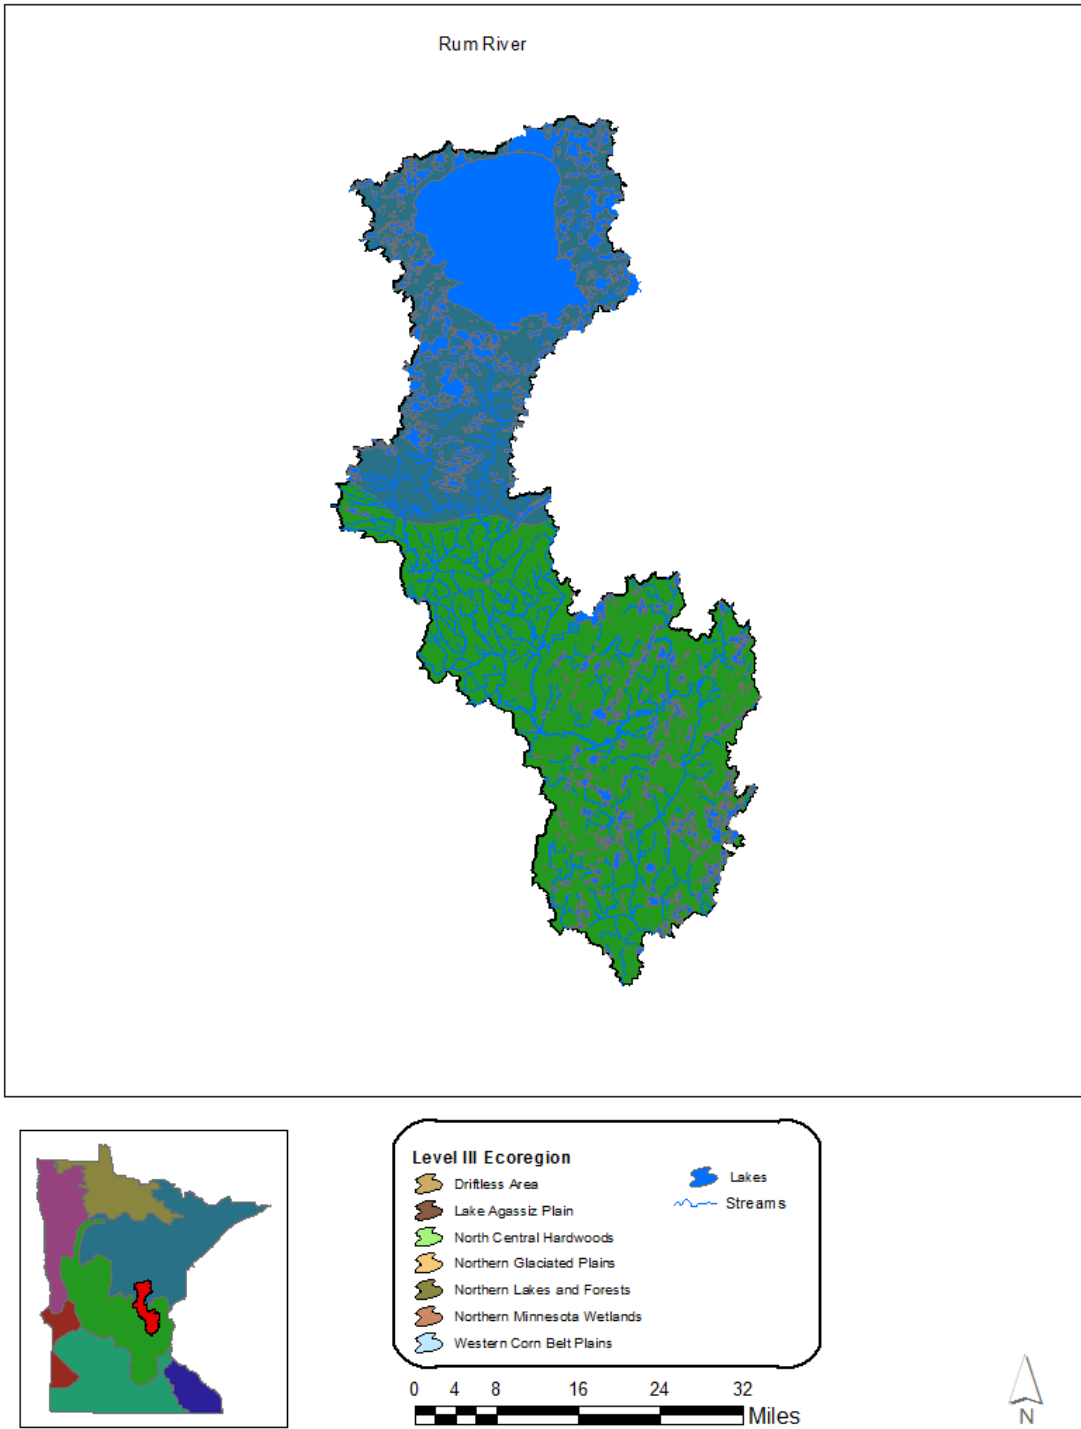 Rum River
Level III Ecoregion
Driftless Area
Lake Agassiz Plain
North Central Hardwoods
Northern Glaciated Plains
Northern Lakes and Forests
Northern Minnesota Wetlands
Western Corn Belt Plains
Lakes
Streams
0 4 8 16 24 32
Miles
N